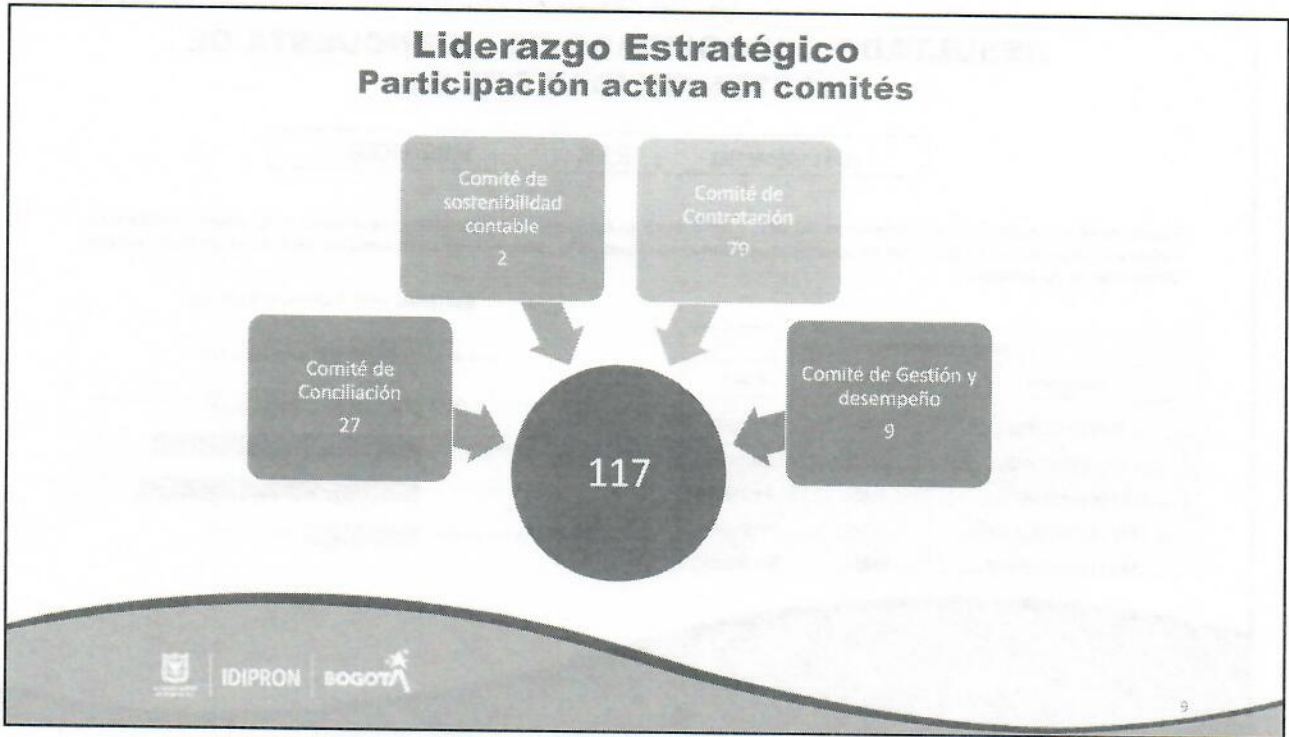 Liderazgo Estratégico
Participación activa en comités
Comité de
sostenibilidad
contable
2
Comité de
Contratación
79
Comité de
Conciliación
27
Comité de Gestión y
desempeño
9
117
IDIPRON
BOGOTÁ
9